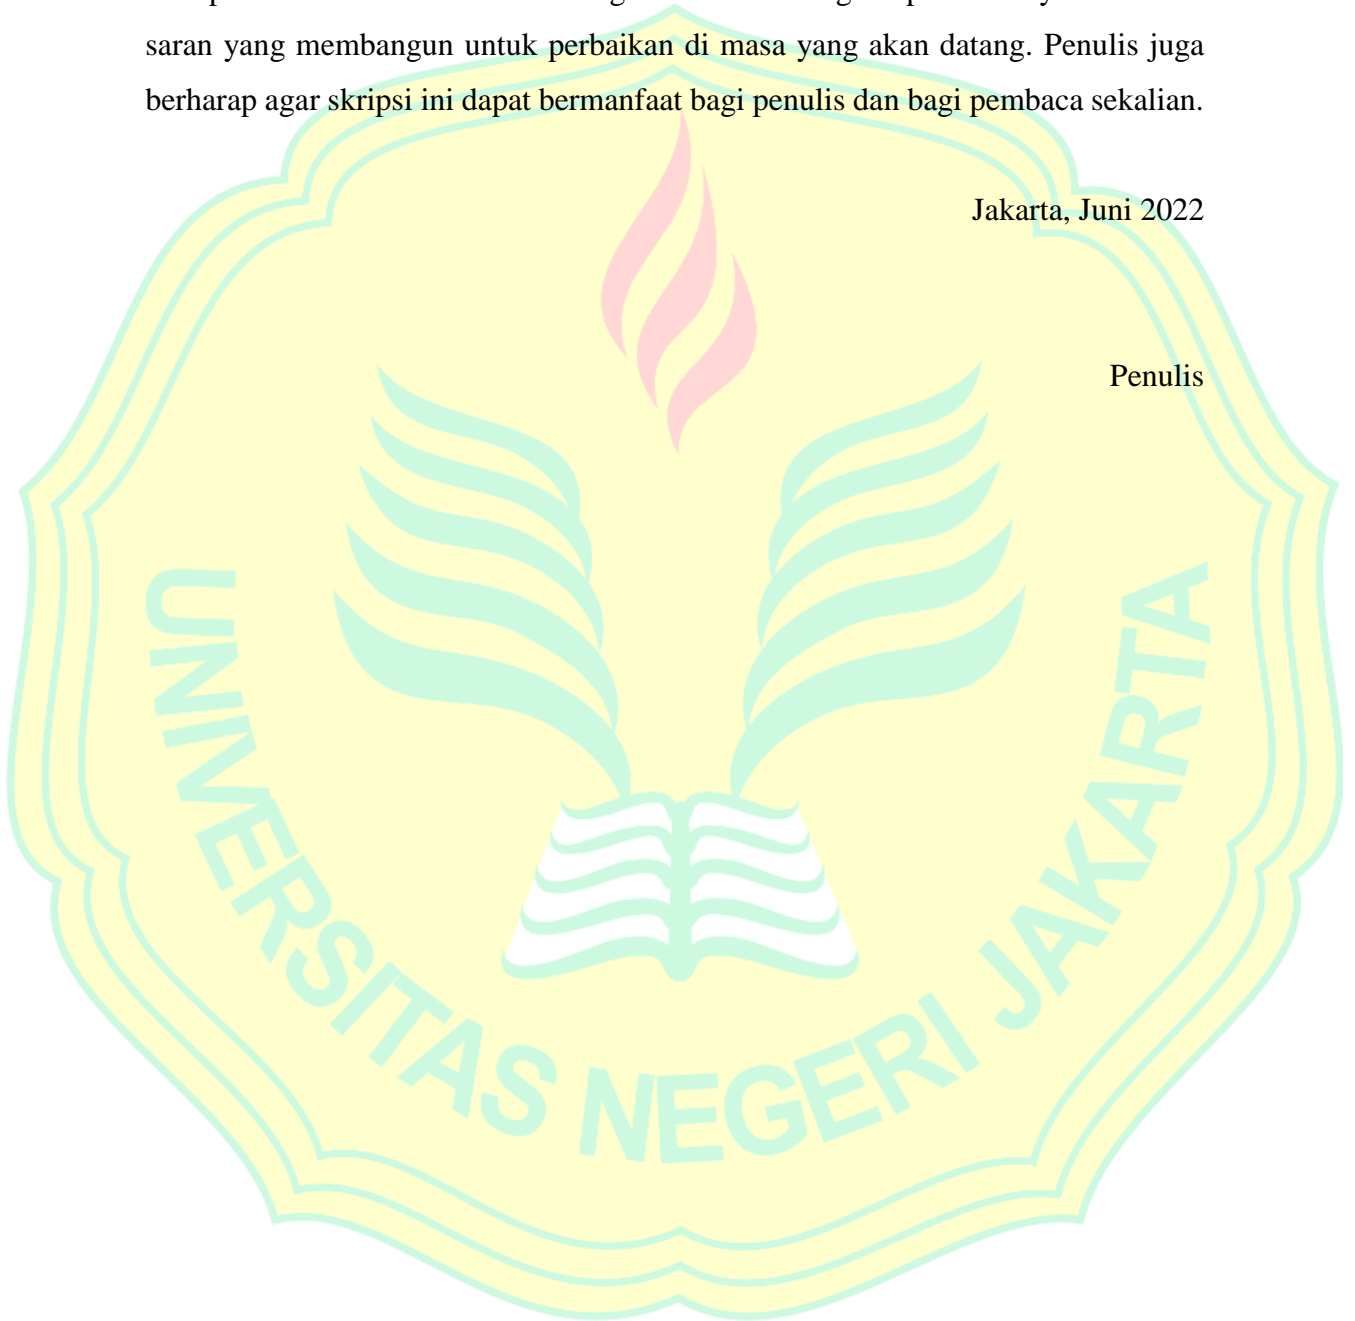 saran yang membangun untuk perbaikan di masa yang akan datang. Penulis juga
berharap agar skripsi ini dapat bermanfaat bagi penulis dan bagi pembaca sekalian.
Jakarta, Juni 2022
Penulis
UNIVERSITAS NEGERI JAKARTA